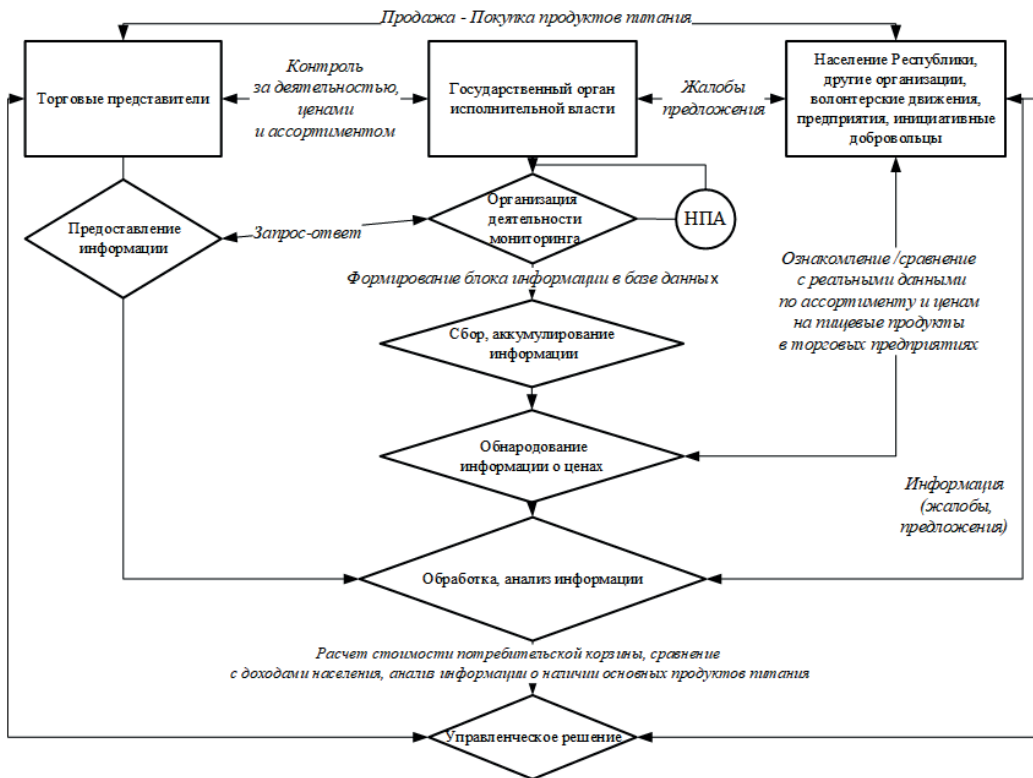 Продажа - Покупка продуктов питания
Торговые представители
Контроль
за деятельностью,
ценами
и ассортиментом
Государственный орган
исполнительной власти
Жалобы
предложения
Население Республики,
другие организации,
волонтерские движения,
предприятия, инициативные
добровольцы
Предоставление
информации
Запрос-ответ
Организация
деятельности
мониторинга
НПА
Формирование блока информации в базе данных
Ознакомление /сравнение
с реальными данными
по ассортименту и ценам
на пищевые продукты
в торговых предприятиях
Сбор, аккумулирование
информации
Обнародование
информации о ценах
Информация
(жалобы,
предложения)
Обработка, анализ информации
Расчет стоимости потребительской корзины, сравнение
с доходами населения, анализ информации о наличии основных продуктов питания
Управленческое решение